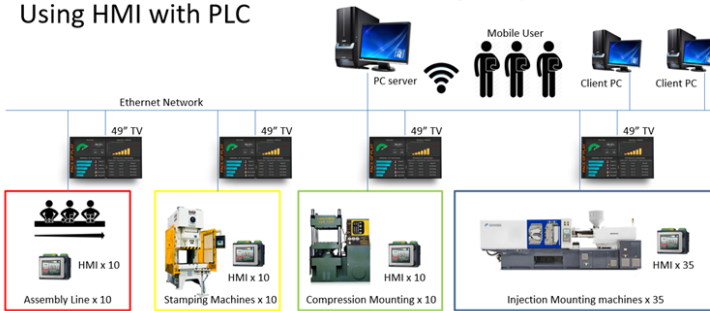 Using HMI with PLC
Mobile User
PC server
Client PC
Client PC
Ethernet Network
49” TV
49” TV
49” TV
49” TV
HMI x 10
HMI x 10
HMI x 10
HMI x 35
Assembly Line x 10
Stamping Machines x 10
Compression Mounting x 10
Injection Mounting machines x 35